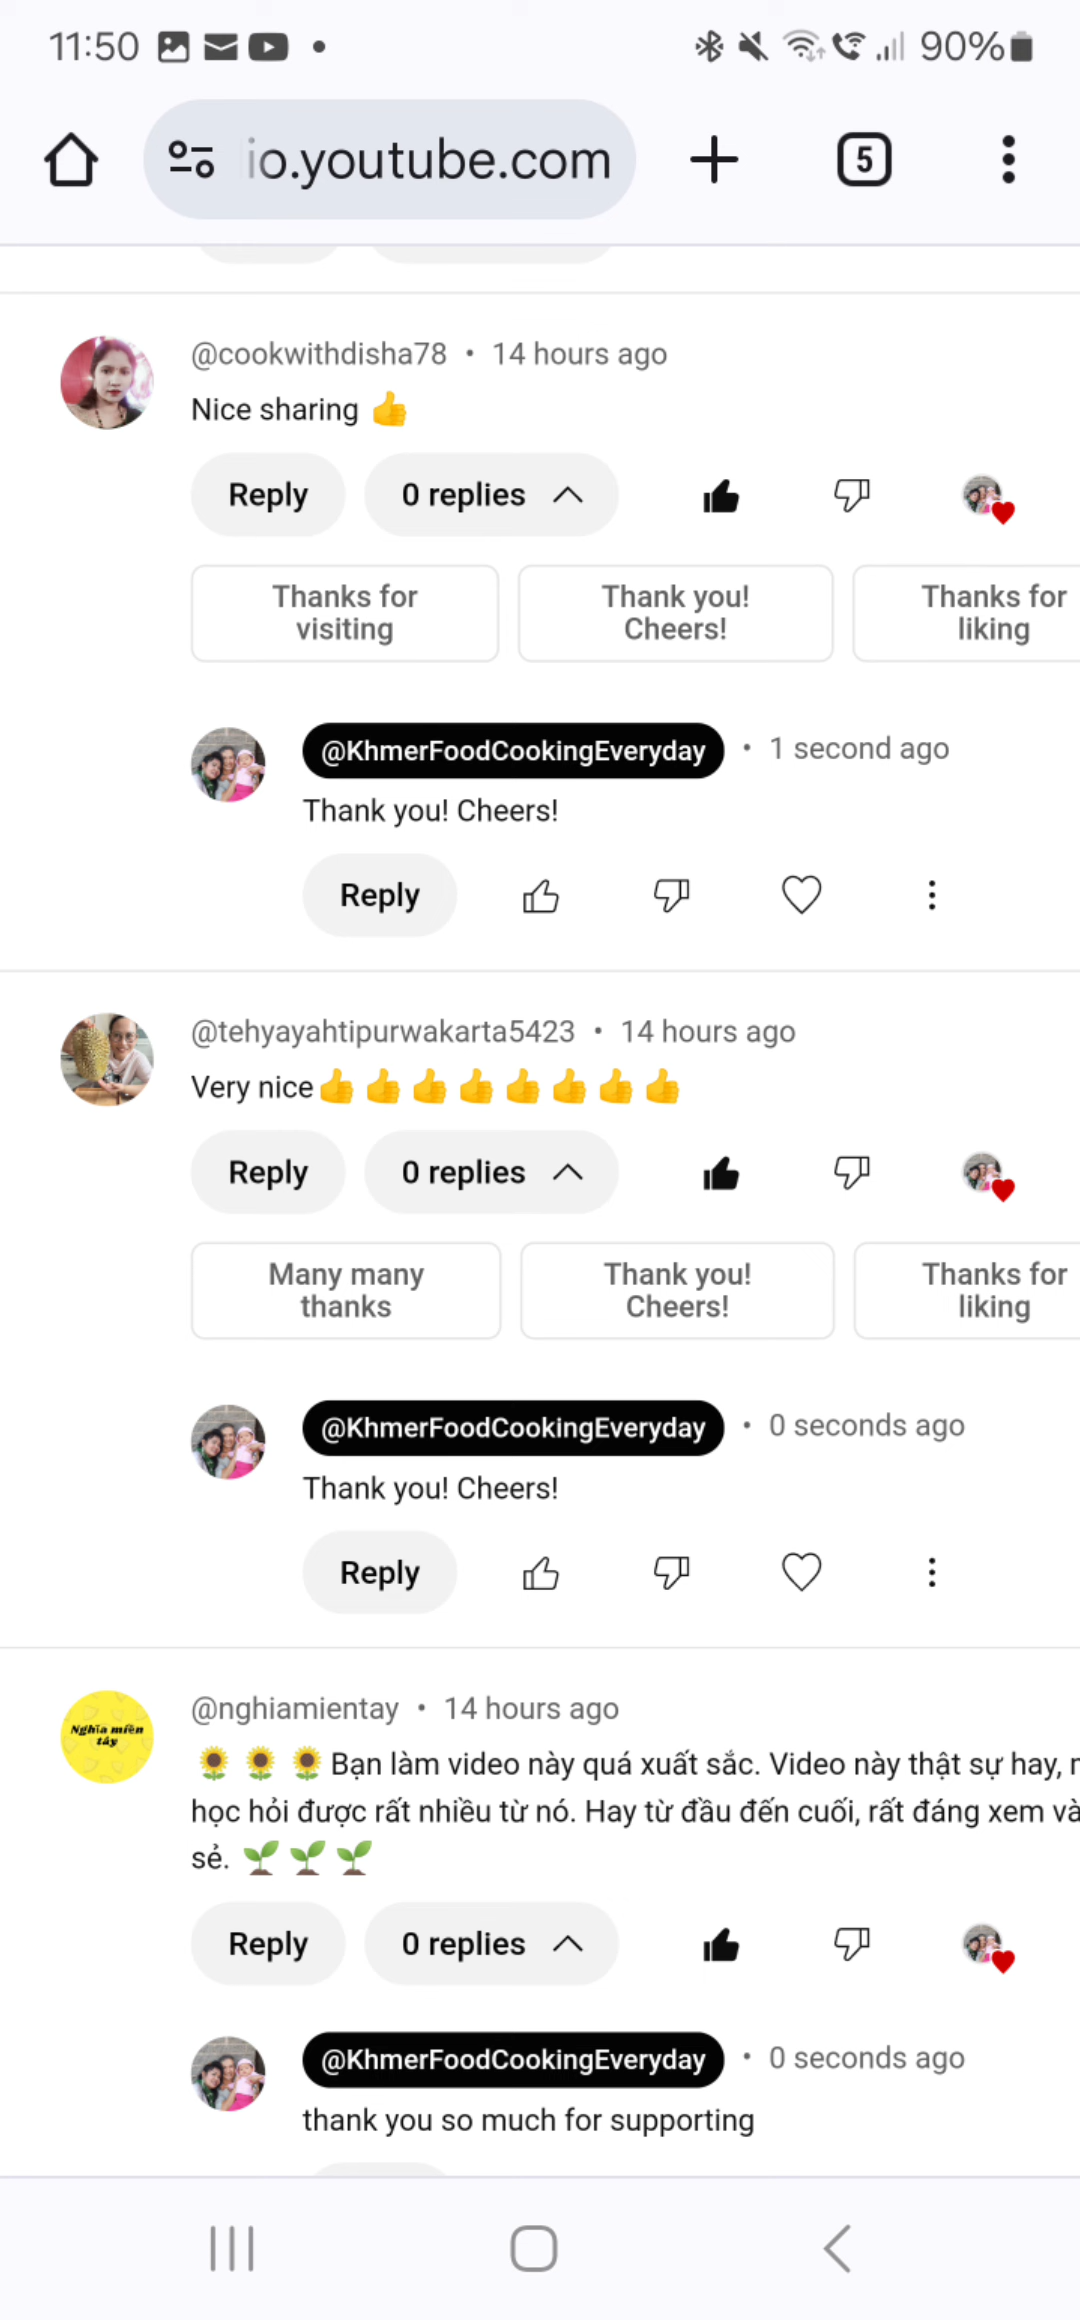 11:50 90%
io.youtube.com 5
@cookwithdisha78 • 14 hours ago
Nice sharing 👍
Reply 0 replies
Thanks for visiting
Thank you! Cheers!
Thanks for liking
@KhmerFoodCookingEveryday • 1 second ago
Thank you! Cheers!
Reply
@tehyayahtipurwakarta5423 • 14 hours ago
Very nice👍👍👍👍👍👍👍👍
Reply 0 replies
Many many thanks
Thank you! Cheers!
Thanks for liking
@KhmerFoodCookingEveryday • 0 seconds ago
Thank you! Cheers!
Reply
Nghĩa miền
tây
@nghiamientay • 14 hours ago
🌻🌻🌻Bạn làm video này quá xuất sắc. Video này thật sự hay,
học hỏi được rất nhiều từ nó. Hay từ đầu đến cuối, rất đáng xem và
sẻ. 🌱🌱🌱
Reply 0 replies
@KhmerFoodCookingEveryday • 0 seconds ago
thank you so much for supporting